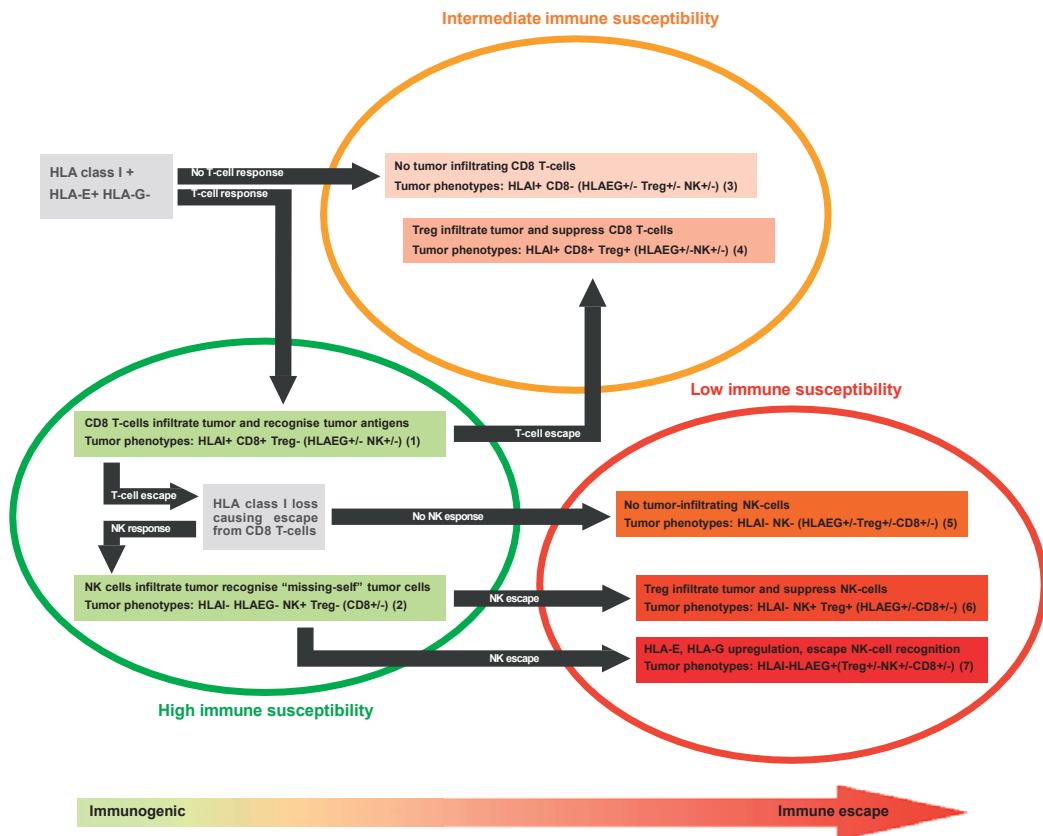 Intermediate immune susceptibility
HLA class I +
HLA-E+ HLA-G-
No T-cell response
T-cell response
No tumor infiltrating CD8 T-cells
Tumor phenotypes: HLAI+ CD8- (HLAEG+/- Treg+/- NK+/-) (3)
Treg infiltrate tumor and suppress CD8 T-cells
Tumor phenotypes: HLAI+ CD8+ Treg+ (HLAEG+/-NK+/-) (4)
Low immune susceptibility
CD8 T-cells infiltrate tumor and recognise tumor antigens
Tumor phenotypes: HLAI+ CD8+ Treg- (HLAEG+/- NK+/-) (1)
T-cell escape
T-cell escape
HLA class I loss
causing escape
from CD8 T-cells
NK response
No NK esponse
No tumor-infiltrating NK-cells
Tumor phenotypes: HLAI- NK- (HLAEG+/-Treg+/-CD8+/-) (5)
NK cells infiltrate tumor recognise “missing-self” tumor cells
Tumor phenotypes: HLAI- HLAEG- NK+ Treg- (CD8+/-) (2)
NK escape
Treg infiltrate tumor and suppress NK-cells
Tumor phenotypes: HLAI- NK+ Treg+ (HLAEG+/-CD8+/-) (6)
NK escape
HLA-E, HLA-G upregulation, escape NK-cell recognition
Tumor phenotypes: HLAI-HLAEG+(Treg+/-NK+/-CD8+/-) (7)
High immune susceptibility
Immunogenic
Immune escape